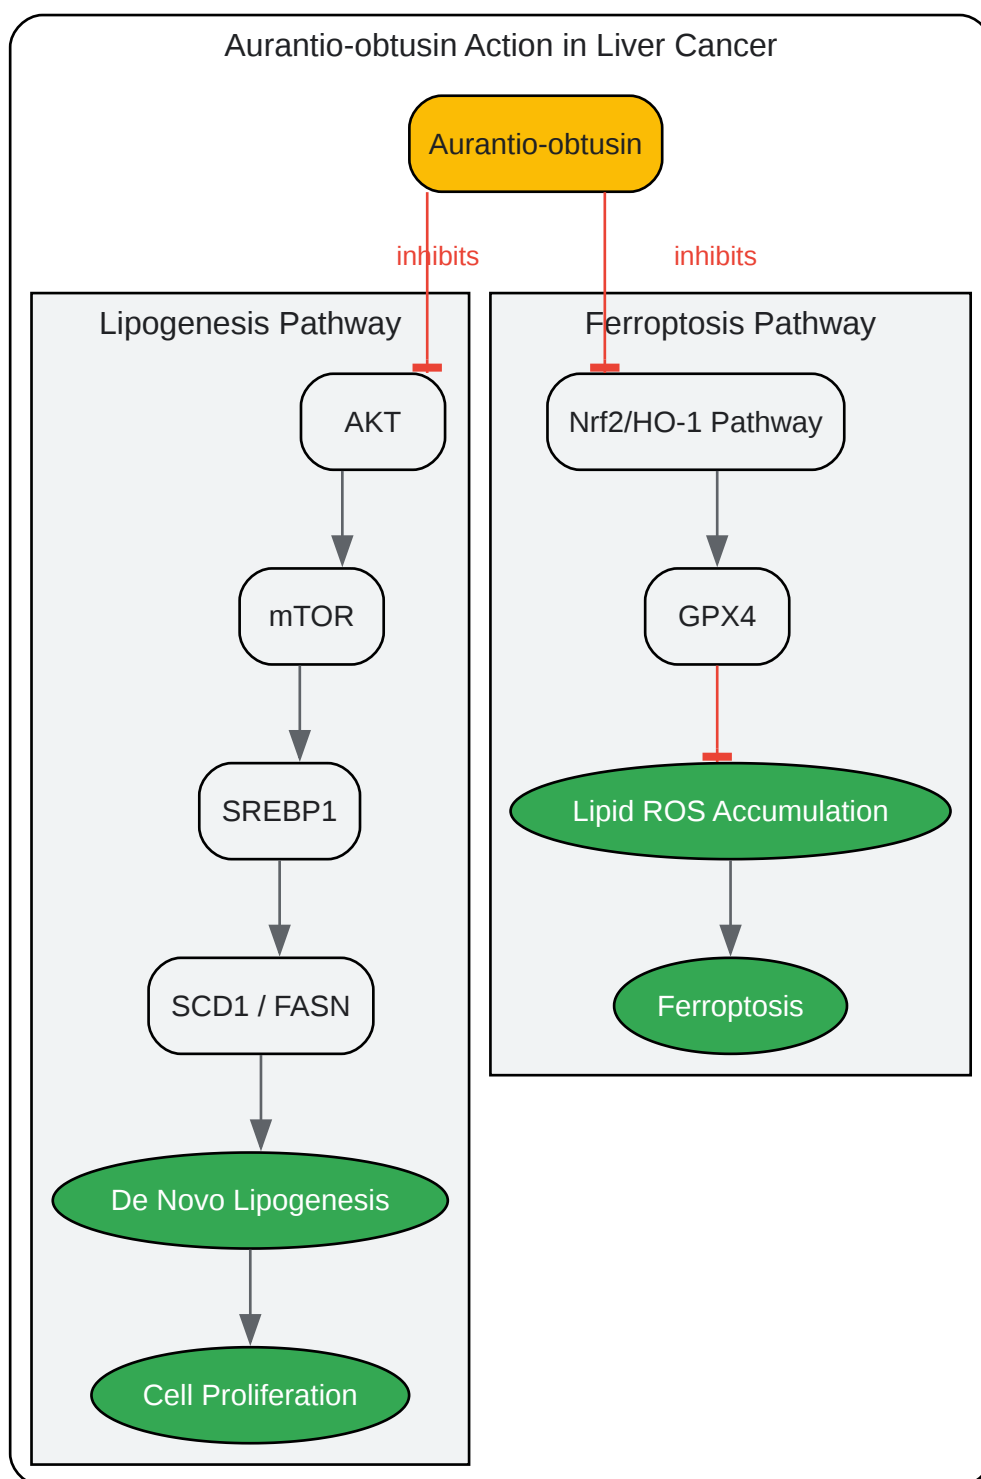 Aurantio-obtusin Action in Liver Cancer
Aurantio-obtusin
inhibits
inhibits
Lipogenesis Pathway
AKT
mTOR
SREBP1
SCD1 / FASN
De Novo Lipogenesis
Cell Proliferation
Ferroptosis Pathway
Nrf2/HO-1 Pathway
GPX4
Lipid ROS Accumulation
Ferroptosis